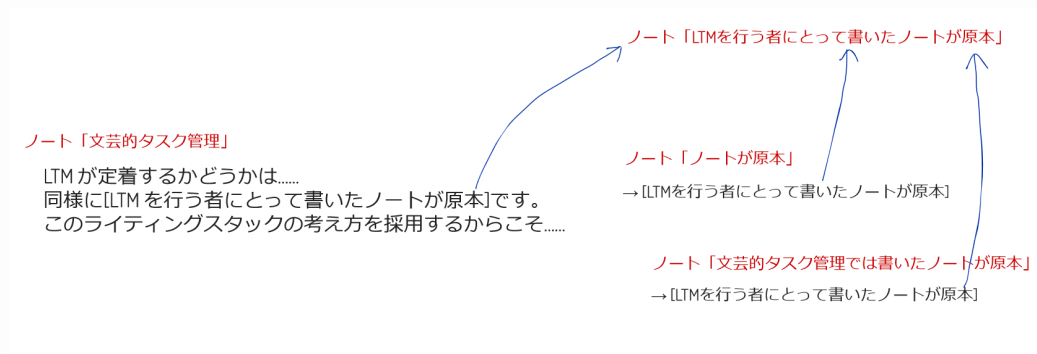 ノート「LTMを行う者にとって書いたノートが原本」
ノート「文芸的タスク管理」
LTM が定着するかどうかは……
同様に[LTM を行う者にとって書いたノートが原本]です。
このライティングスタックの考え方を採用するからこそ……
ノート「ノートが原本」
→[LTMを行う者にとって書いたノートが原本]
ノート「文芸的タスク管理では書いたノートが原本」
→[LTMを行う者にとって書いたノートが原本]